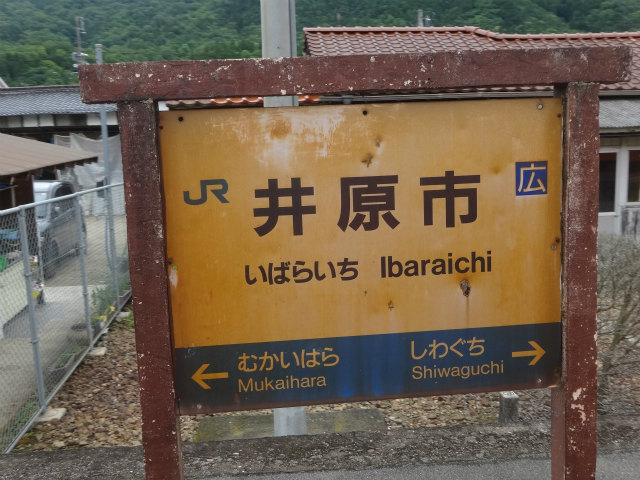 JR 井原市 広
いばらいち Ibaraichi
← むかいはら しわぐち →
Mukaihara Shiwaguchi